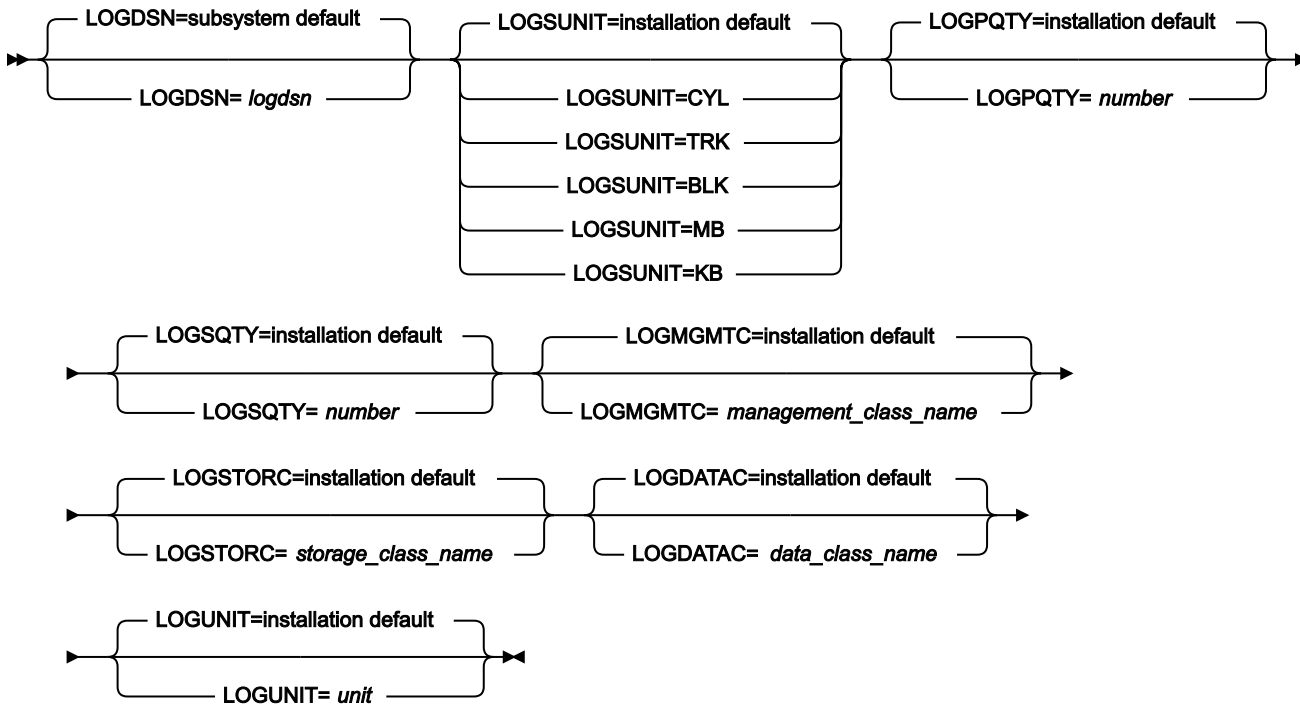 LOGDSN=subsystem default
LOGDSN= logdsn
LOGSUNIT=installation default
LOGSUNIT=CYL
LOGSUNIT=TRK
LOGSUNIT=BLK
LOGSUNIT=MB
LOGSUNIT=KB
LOGPQTY=installation default
LOGPQTY= number
LOGSQTY=installation default
LOGSQTY= number
LOGMGMTC=installation default
LOGMGMTC= management_class_name
LOGSTORC=installation default
LOGSTORC= storage_class_name
LOGDATAC=installation default
LOGDATAC= data_class_name
LOGUNIT=installation default
LOGUNIT= unit